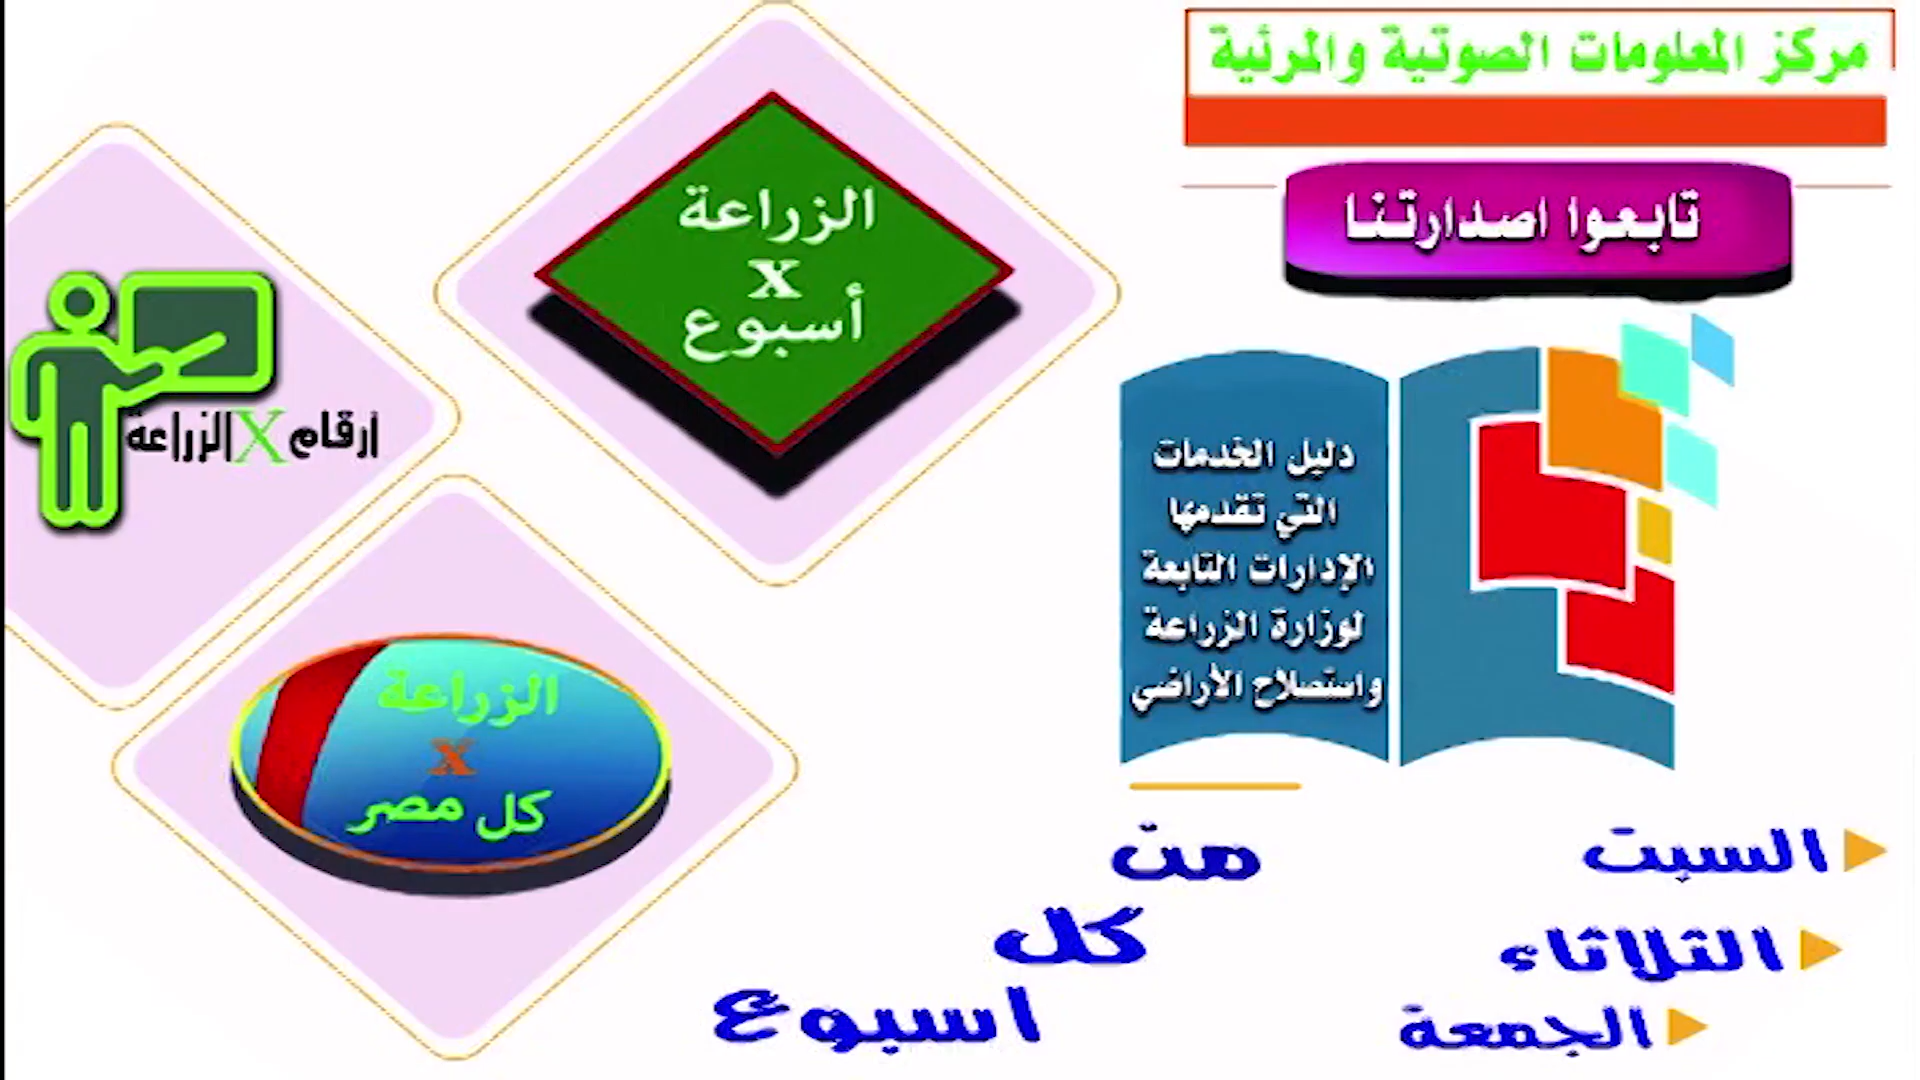 مركز المعلومات الصوتية والمرئية
تابعوا اصدارتنا
الزراعة
X
أسبوع
ارقام X الزراعة
دليل الخدمات
التي تقدمها
الإدارات التابعة
لوزارة الزراعة
واستصلاح الأراضي
الزراعة
X
كل مصر
السبت
الثلاثاء
الجمعة
من
كل
اسبوع